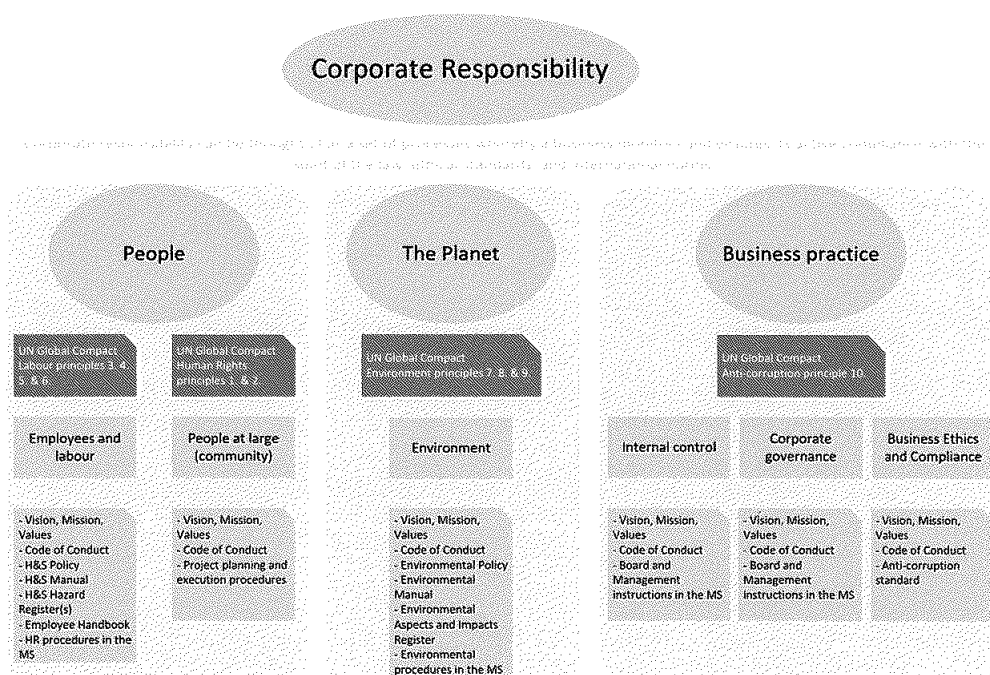 Corporate Responsibility
People
The Planet
Business practice
UN Global Compact
Labour principles 3. 4.
5. & 6.
UN Global Compact
Human Rights
principles 1. & 2.
UN Global Compact
Environment principles 7. 8. & 9.
UN Global Compact
Anti-corruption principle 10.
Employees and
labour
People at large
(community)
Environment
Internal control
Corporate
governance
Business Ethics
and Compliance
- Vision, Mission,
Values
- Code of Conduct
- H&S Policy
- H&S Manual
- H&S Hazard
Register(s)
- Employee Handbook
- HR procedures in the
MS
- Vision, Mission,
Values
- Code of Conduct
- Project planning and
execution procedures
- Vision, Mission,
Values
- Code of Conduct
- Environmental Policy
- Environmental
Manual
- Environmental
Aspects and Impacts
Register
- Environmental
procedures in the MS
- Vision, Mission,
Values
- Code of Conduct
- Board and
Management
instructions in the MS
- Vision, Mission,
Values
- Code of Conduct
- Board and
Management
instructions in the MS
- Vision, Mission,
Values
- Code of Conduct
- Anti-corruption
standard